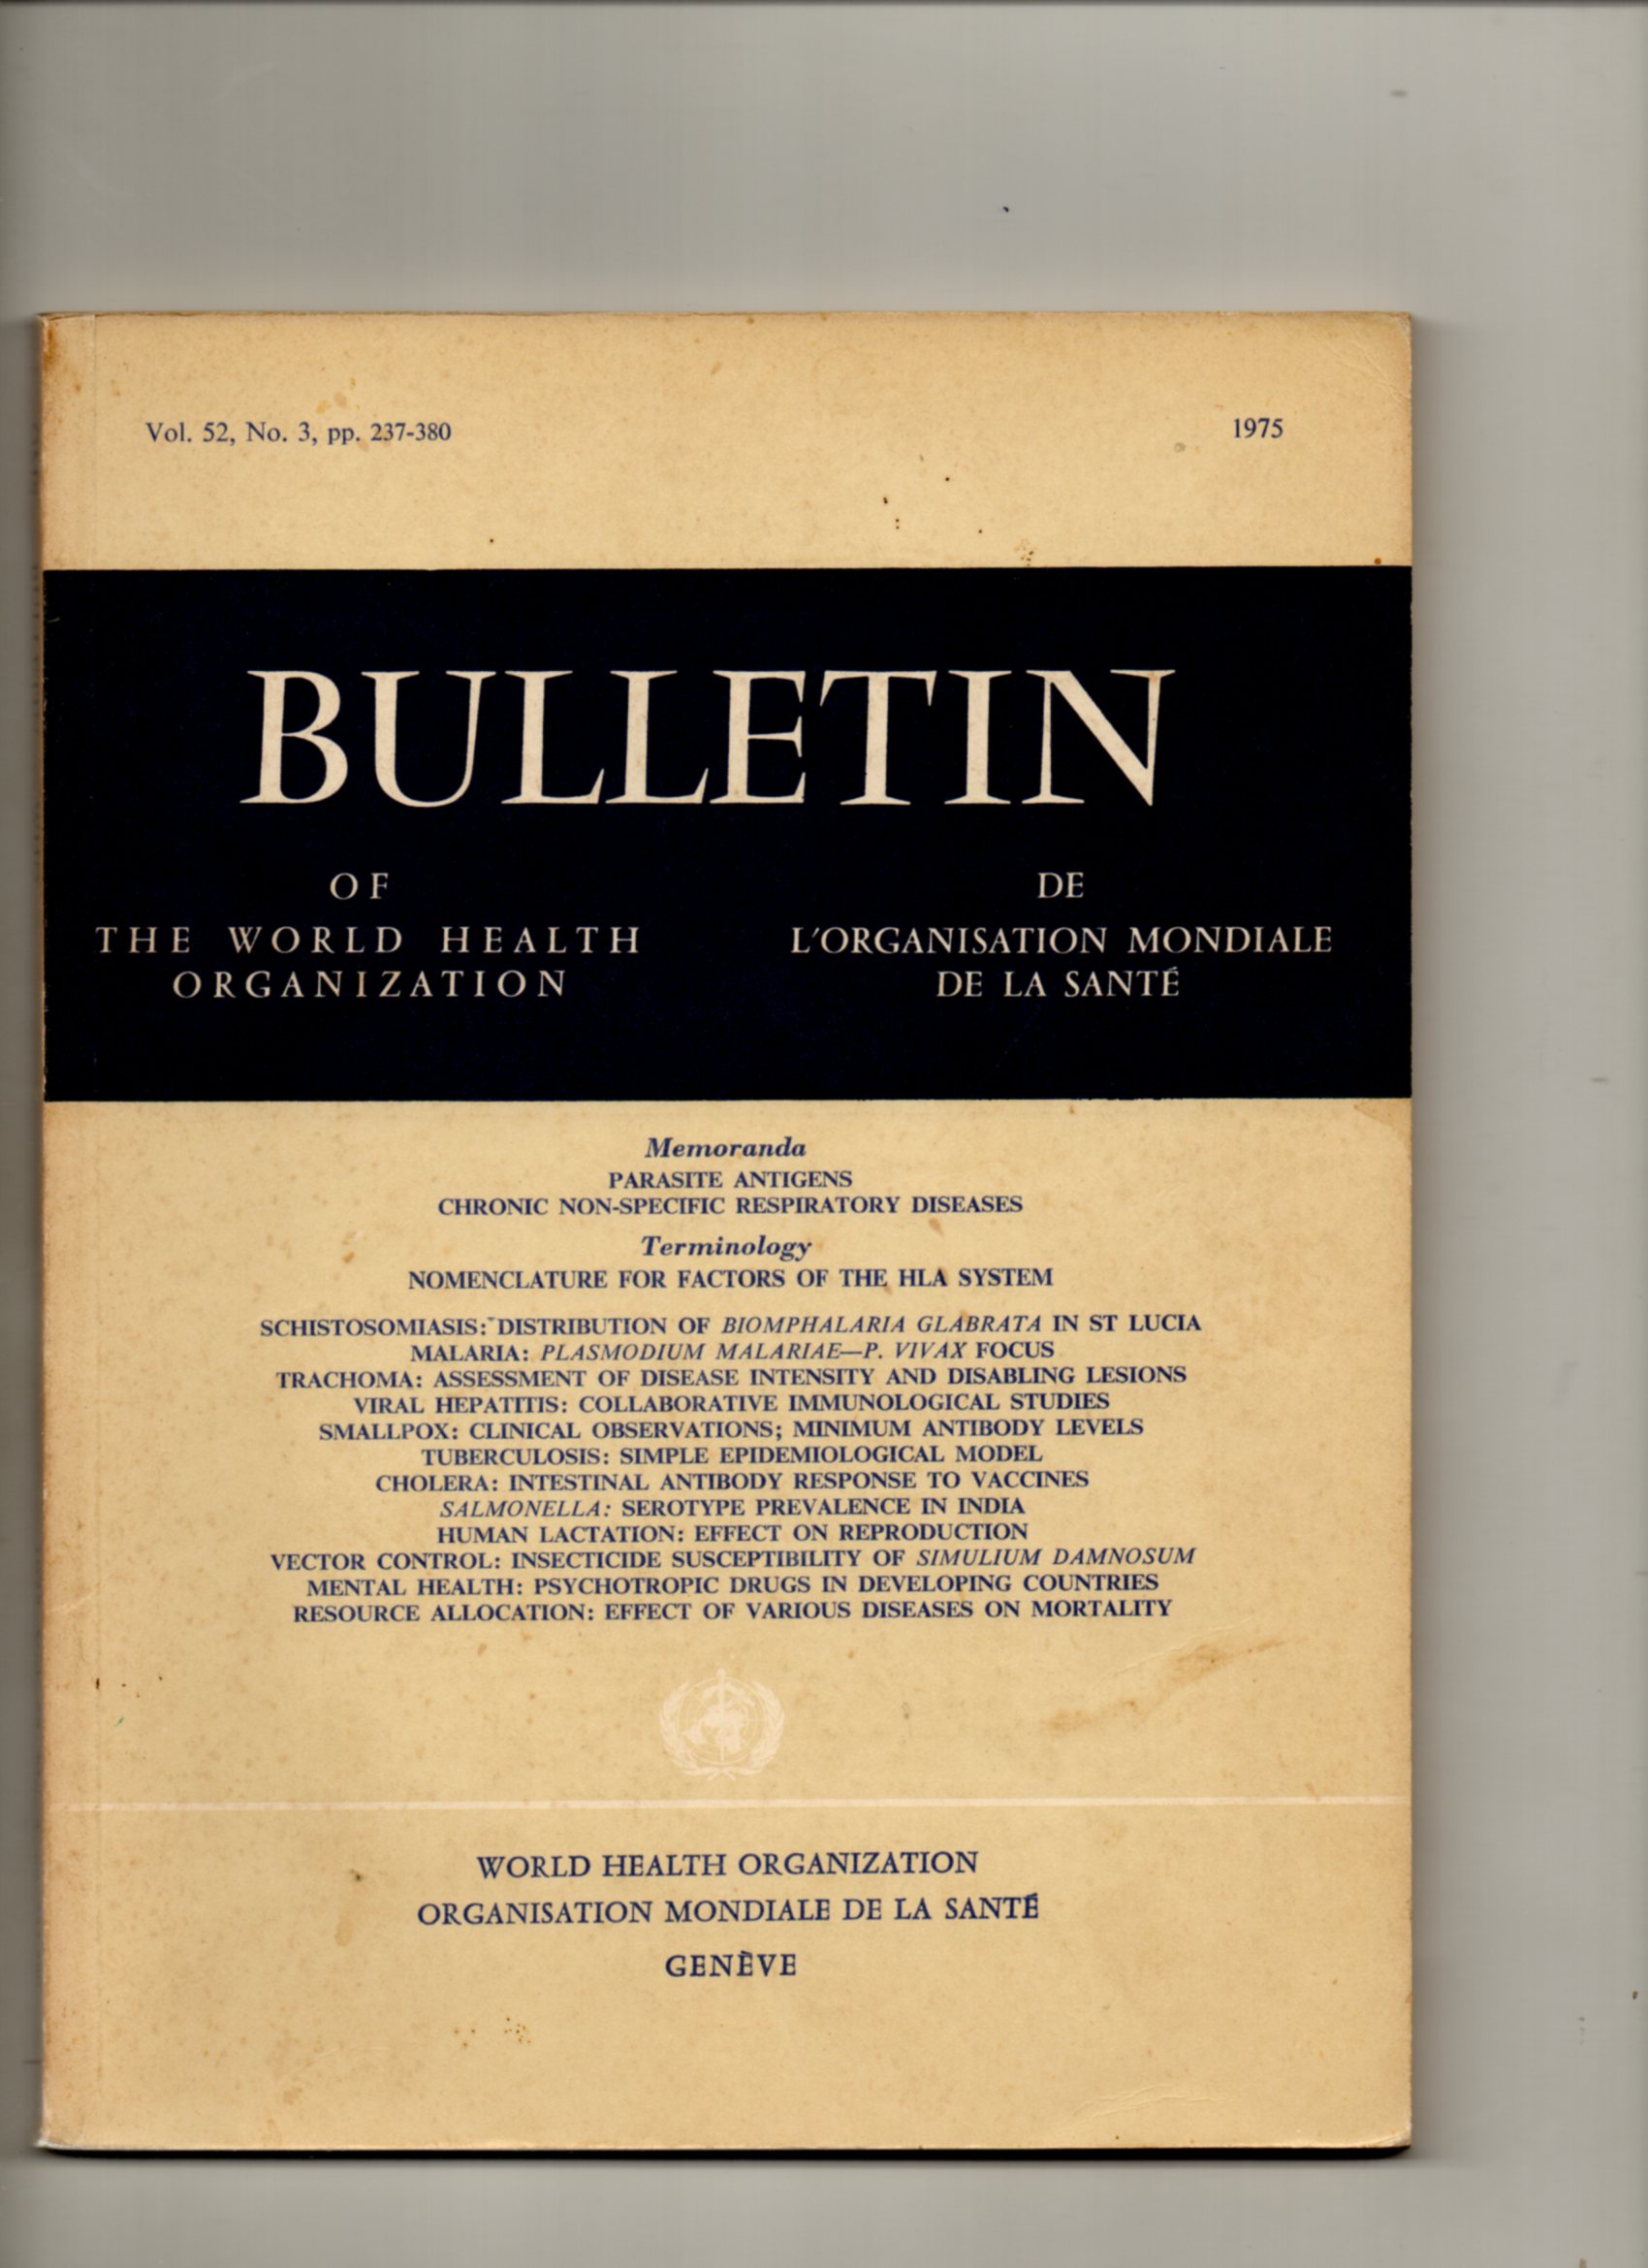 Vol. 52, No. 3, pp. 237-380
1975
BULLETIN
OF
THE WORLD HEALTH
ORGANIZATION
DE
L'ORGANISATION MONDIALE
DE LA SANTÉ
Memoranda
PARASITE ANTIGENS
CHRONIC NON-SPECIFIC RESPIRATORY DISEASES
Terminology
NOMENCLATURE FOR FACTORS OF THE HLA SYSTEM
SCHISTOSOMIASIS: DISTRIBUTION OF BIOMPHALARIA GLABRATA IN ST LUCIA
MALARIA: PLASMODIUM MALARIAE—P. VIVAX FOCUS
TRACHOMA: ASSESSMENT OF DISEASE INTENSITY AND DISABLING LESIONS
VIRAL HEPATITIS: COLLABORATIVE IMMUNOLOGICAL STUDIES
SMALLPOX: CLINICAL OBSERVATIONS; MINIMUM ANTIBODY LEVELS
TUBERCULOSIS: SIMPLE EPIDEMIOLOGICAL MODEL
CHOLERA: INTESTINAL ANTIBODY RESPONSE TO VACCINES
SALMONELLA: SEROTYPE PREVALENCE IN INDIA
HUMAN LACTATION: EFFECT ON REPRODUCTION
VECTOR CONTROL: INSECTICIDE SUSCEPTIBILITY OF SIMULIUM DAMNOSUM
MENTAL HEALTH: PSYCHOTROPIC DRUGS IN DEVELOPING COUNTRIES
RESOURCE ALLOCATION: EFFECT OF VARIOUS DISEASES ON MORTALITY
WORLD HEALTH ORGANIZATION
ORGANISATION MONDIALE DE LA SANTÉ
GENÈVE